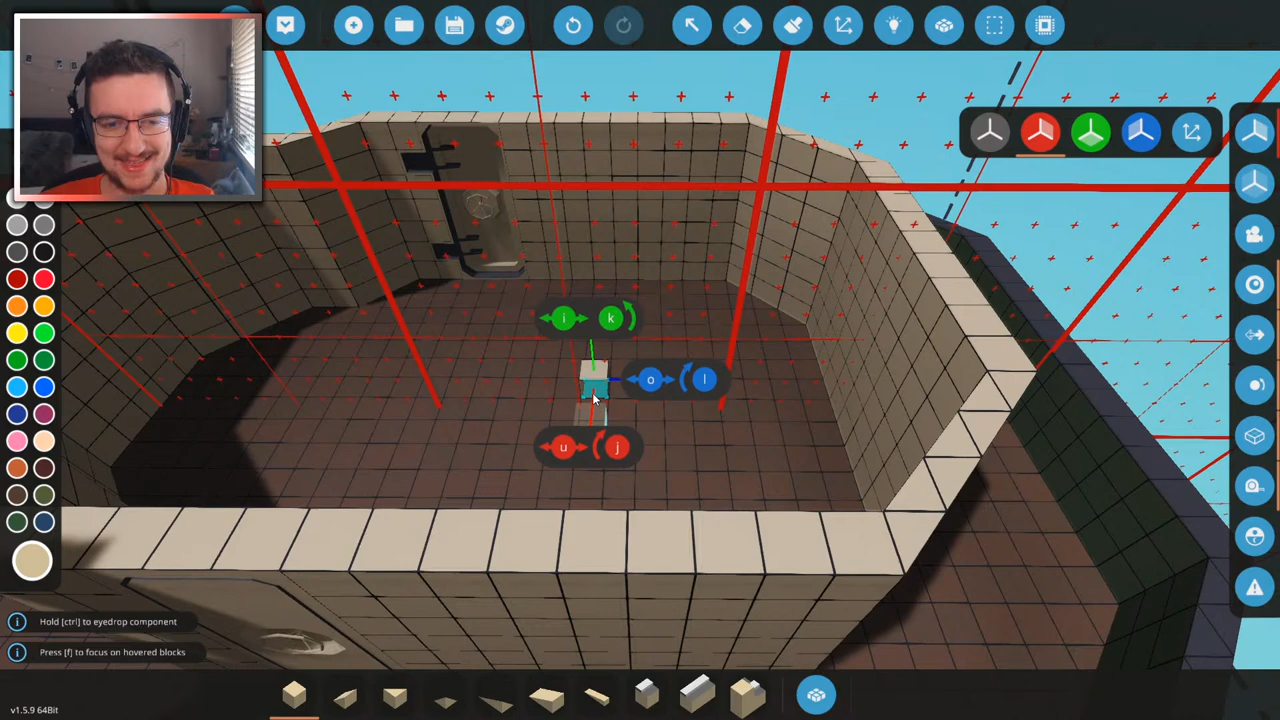 i k
o l
u j
Hold [ctrl] to eyedrop component
Press [f] to focus on hovered blocks
v1.5.9 64Bit